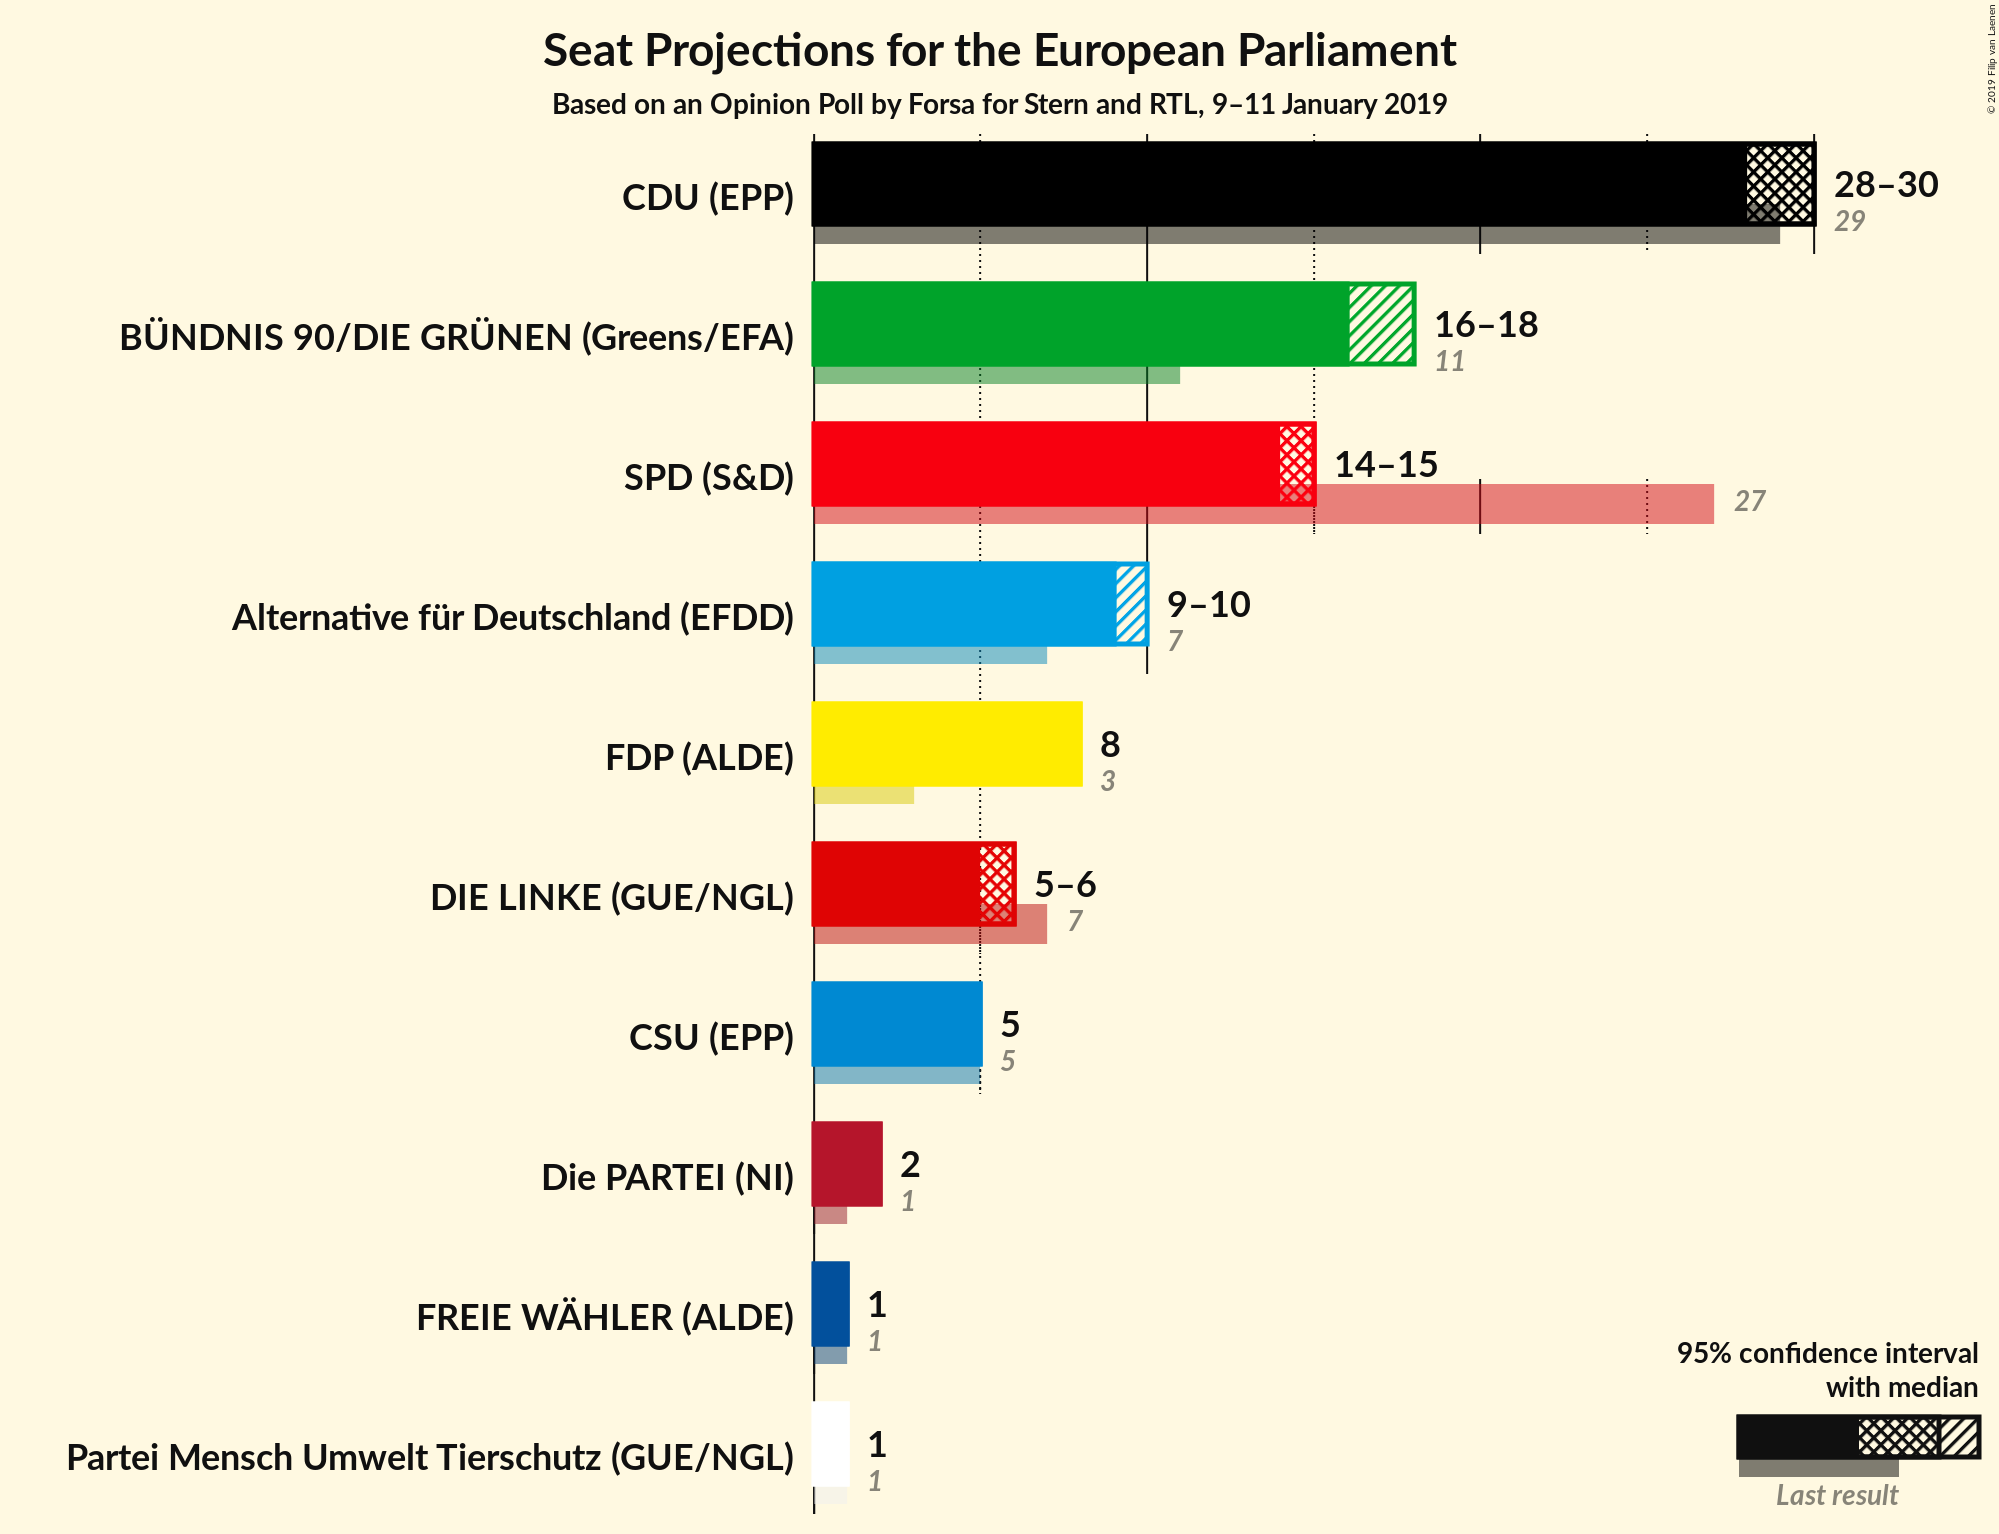 Seat Projections for the European Parliament
Based on an Opinion Poll by Forsa for Stern and RTL, 9–11 January 2019
© 2019 Filip van Laenen
CDU (EPP)
28–30
29
BÜNDNIS 90/DIE GRÜNEN (Greens/EFA)
16–18
11
SPD (S&D)
14–15
27
Alternative für Deutschland (EFDD)
9–10
7
FDP (ALDE)
8
3
DIE LINKE (GUE/NGL)
5–6
7
CSU (EPP)
5
5
Die PARTEI (NI)
2
1
FREIE WÄHLER (ALDE)
1
1
Partei Mensch Umwelt Tierschutz (GUE/NGL)
1
1
95% confidence interval
with median
Last result